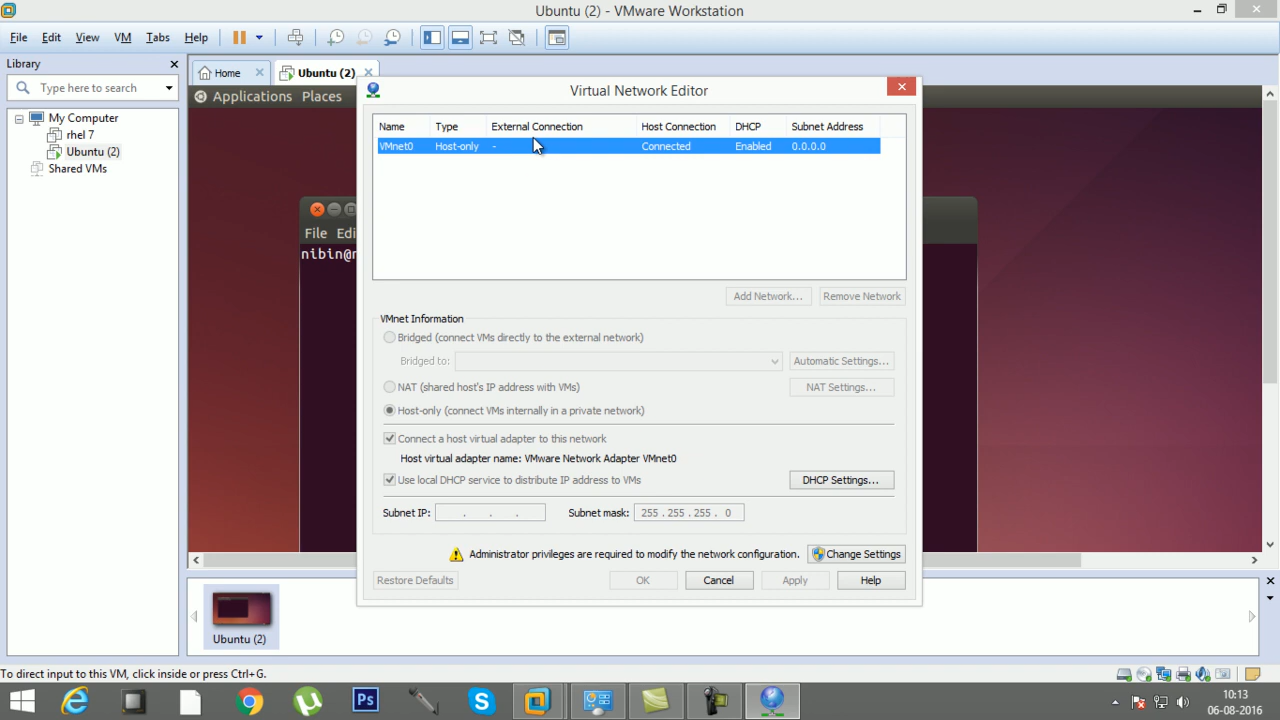 Ubuntu (2) - VMware Workstation
File Edit View VM Tabs Help
Library
Type here to search
My Computer
rhel 7
Ubuntu (2)
Shared VMs
Home
Ubuntu (2)
Applications Places
File Edi
nibin@
Virtual Network Editor
Name Type External Connection Host Connection DHCP Subnet Address
VMnet0 Host-only - Connected Enabled 0.0.0.0
Add Network... Remove Network
VMnet Information
Bridged (connect VMs directly to the external network)
Bridged to: Automatic Settings...
NAT (shared host's IP address with VMs) NAT Settings...
Host-only (connect VMs internally in a private network)
Connect a host virtual adapter to this network
Host virtual adapter name: VMware Network Adapter VMnet0
Use local DHCP service to distribute IP address to VMs DHCP Settings...
Subnet IP: . . . Subnet mask: 255 . 255 . 255 . 0
Administrator privileges are required to modify the network configuration. Change Settings
Restore Defaults OK Cancel Apply Help
Ubuntu (2)
To direct input to this VM, click inside or press Ctrl+G.
Ps
10:13
06-08-2016